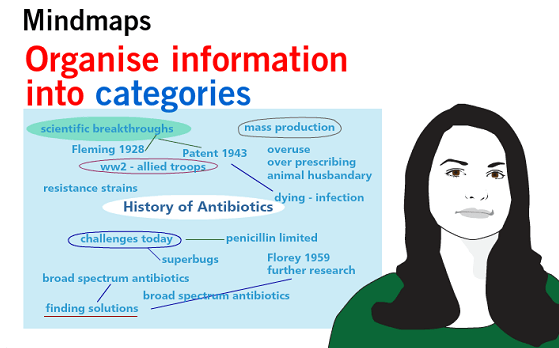 Mindmaps
Organise information
into categories
scientific breakthroughs
mass production
Fleming 1928
Patent 1943
overuse
over prescribing
animal husbandary
ww2 - allied troops
resistance strains
dying - infection
History of Antibiotics
challenges today
penicillin limited
superbugs
Florey 1959
further research
broad spectrum antibiotics
broad spectrum antibiotics
finding solutions